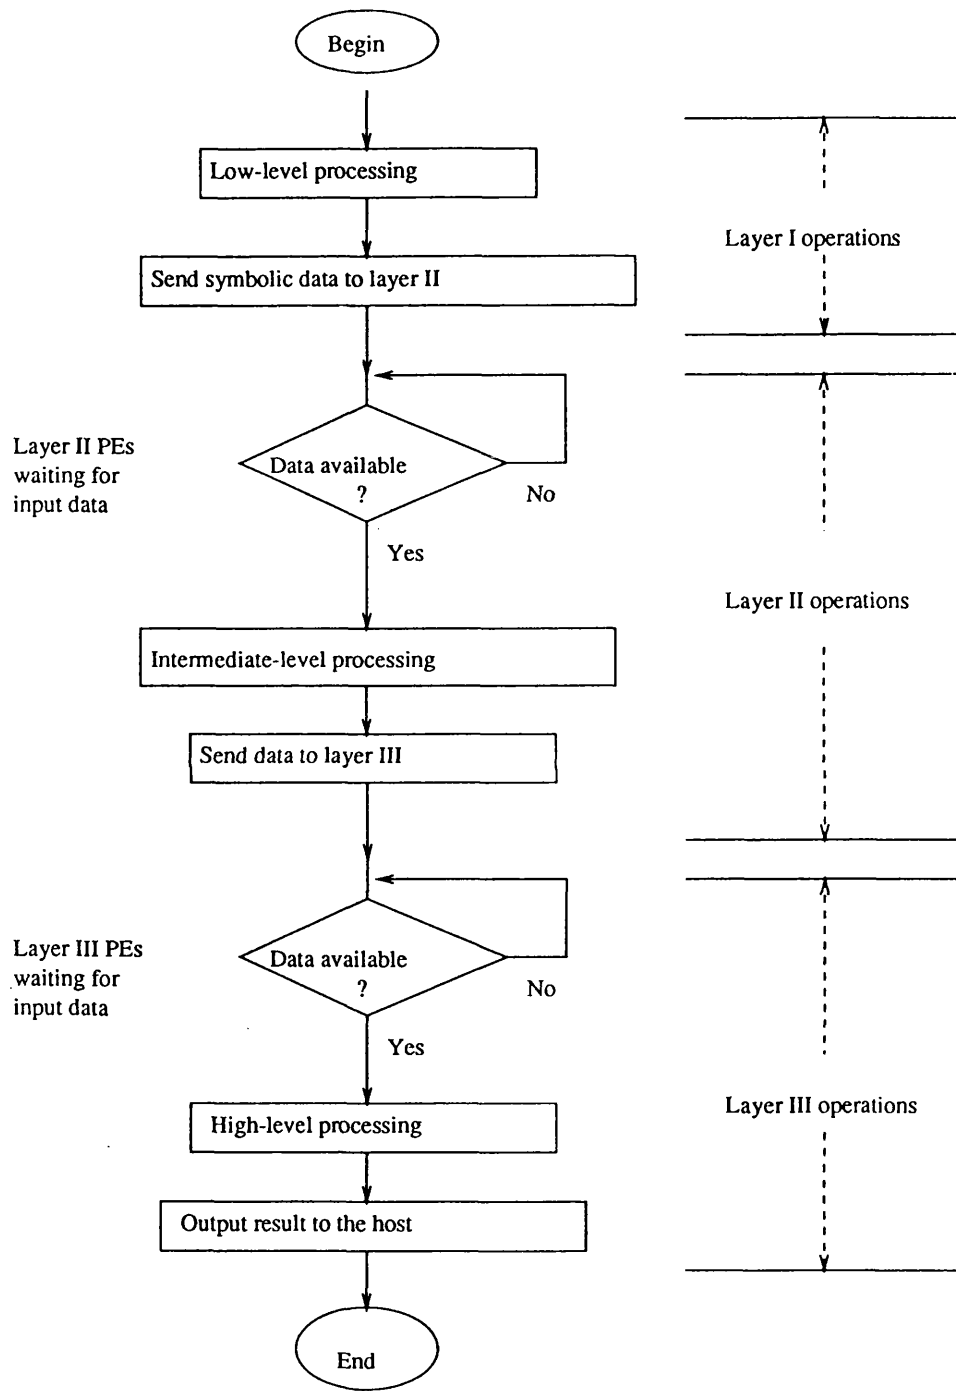 Begin
Low-level processing
Layer I operations
Send symbolic data to layer II
Layer II PEs
waiting for
input data
Data available
?
No
Yes
Layer II operations
Intermediate-level processing
Send data to layer III
Layer III PEs
waiting for
input data
Data available
?
No
Yes
Layer III operations
High-level processing
Output result to the host
End